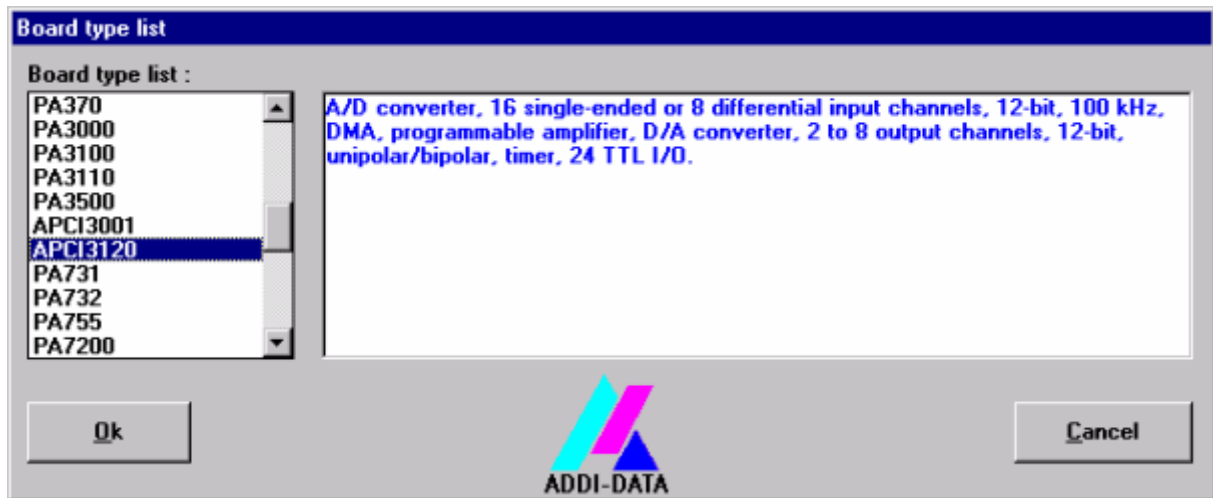 Board type list
Board type list :
PA370
PA3000
PA3100
PA3110
PA3500
APCI3001
APCI3120
PA731
PA732
PA755
PA7200
A/D converter, 16 single-ended or 8 differential input channels, 12-bit, 100 kHz,
DMA, programmable amplifier, D/A converter, 2 to 8 output channels, 12-bit,
unipolar/bipolar, timer, 24 TTL I/O.
Ok
ADDI-DATA
Cancel